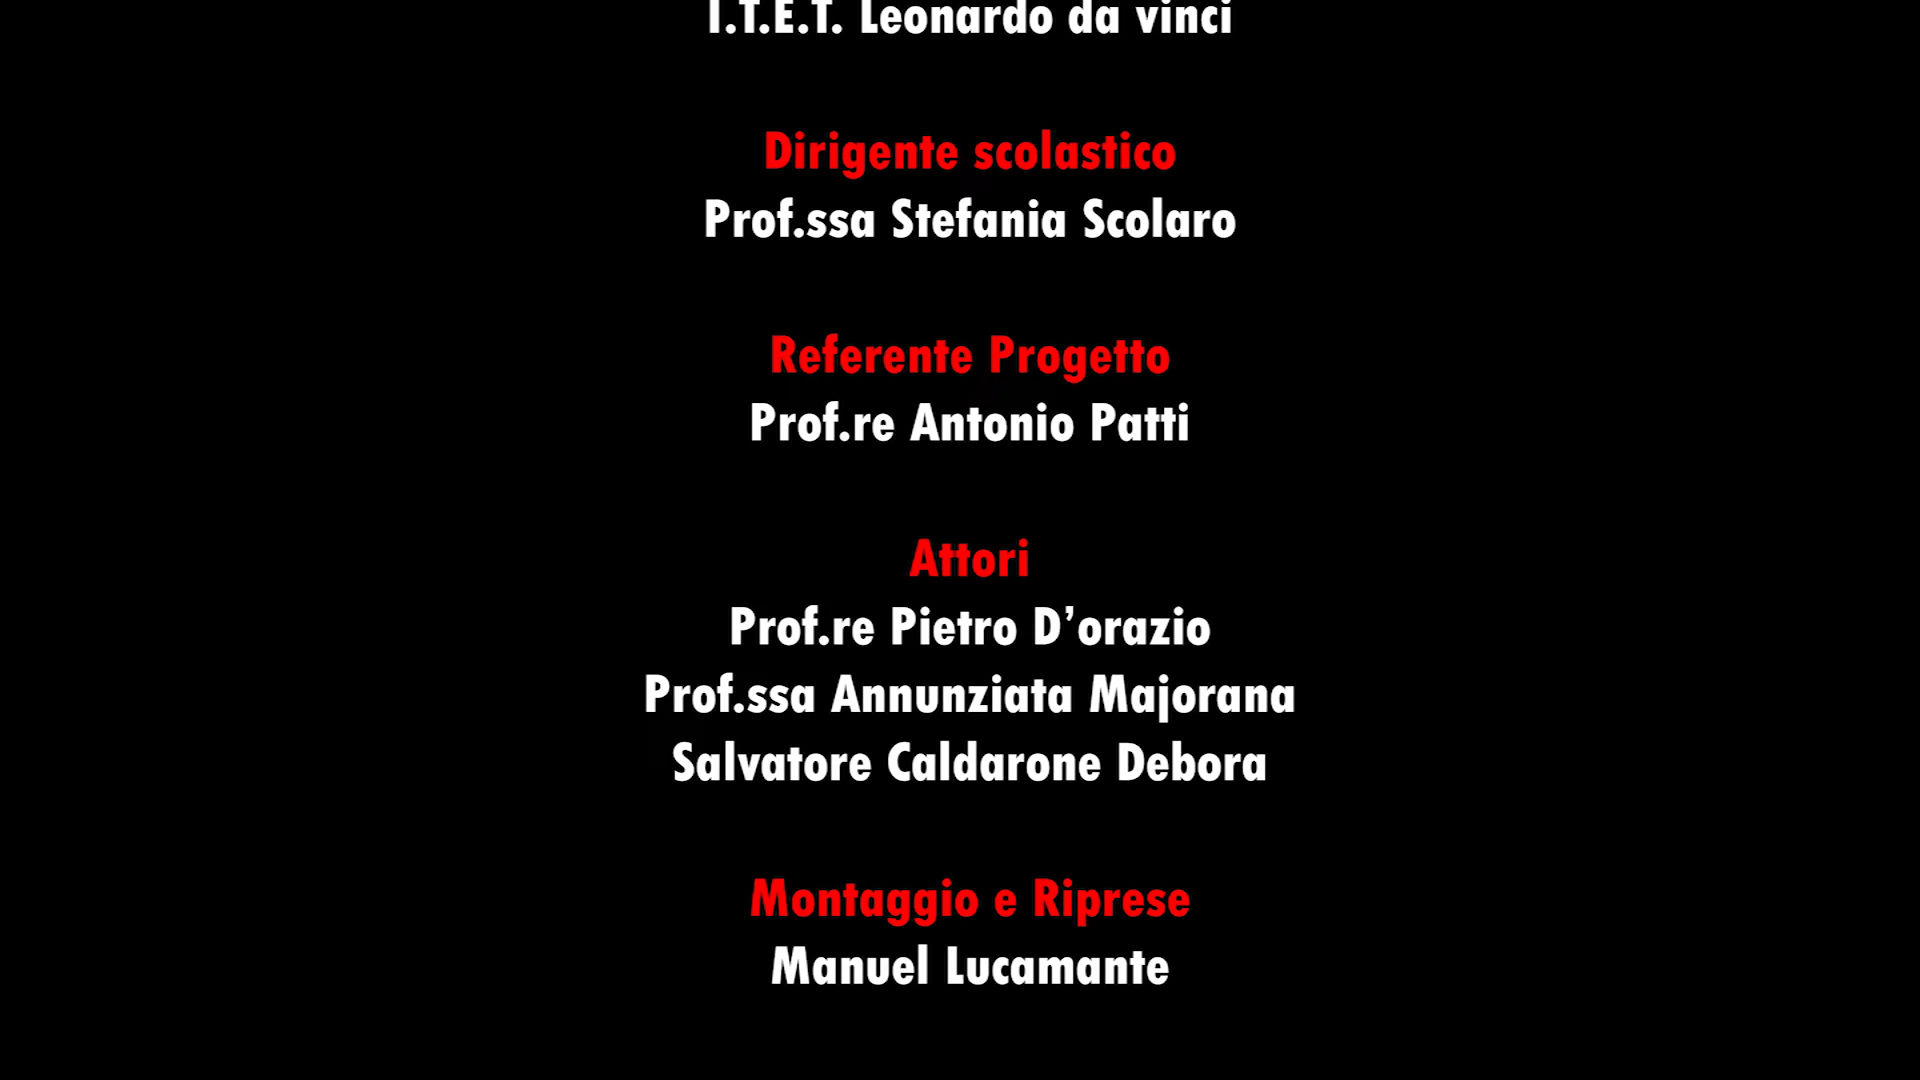 I.T.E.T. Leonardo da vinci
Dirigente scolastico
Prof.ssa Stefania Scolaro
Referente Progetto
Prof.re Antonio Patti
Attori
Prof.re Pietro D’orazio
Prof.ssa Annunziata Majorana
Salvatore Caldarone Debora
Montaggio e Riprese
Manuel Lucamante